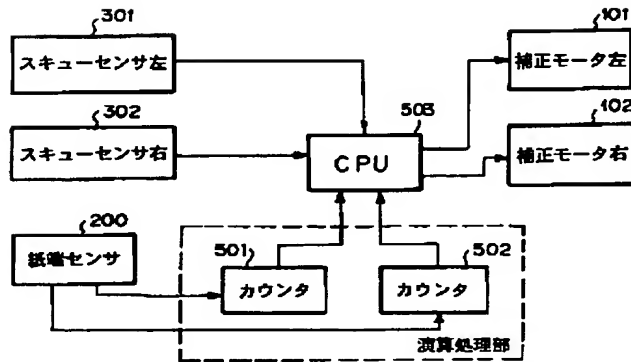 301
スキューセンサ左
302
スキューセンサ右
503
CPU
101
補正モータ左
102
補正モータ右
200
紙端センサ
501
カウンタ
502
カウンタ
演算処理部